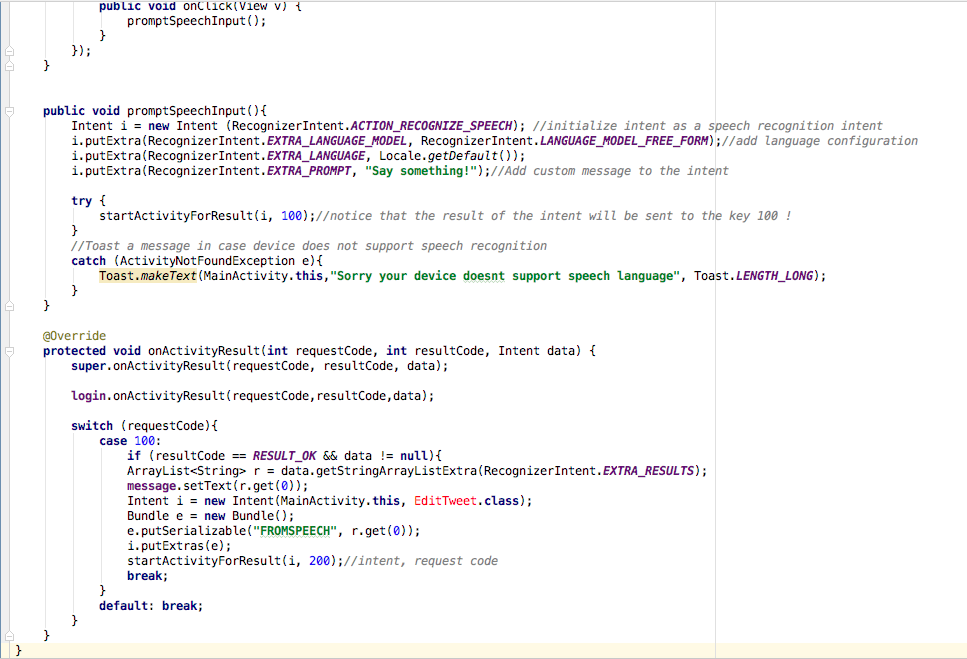 public void onClick(View v) {
promptSpeechInput();
}
});
}
public void promptSpeechInput(){
Intent i = new Intent (RecognizerIntent.ACTION_RECOGNIZE_SPEECH); //initialize intent as a speech recognition intent
i.putExtra(RecognizerIntent.EXTRA_LANGUAGE_MODEL, RecognizerIntent.LANGUAGE_MODEL_FREE_FORM);//add language configuration
i.putExtra(RecognizerIntent.EXTRA_LANGUAGE, Locale.getDefault());
i.putExtra(RecognizerIntent.EXTRA_PROMPT, "Say something!");//Add custom message to the intent
try {
startActivityForResult(i, 100);//notice that the result of the intent will be sent to the key 100 !
}
//Toast a message in case device does not support speech recognition
catch (ActivityNotFoundException e){
Toast.makeText(MainActivity.this,"Sorry your device doesnt support speech language", Toast.LENGTH_LONG);
}
}
@Override
protected void onActivityResult(int requestCode, int resultCode, Intent data) {
super.onActivityResult(requestCode, resultCode, data);
login.onActivityResult(requestCode,resultCode,data);
switch (requestCode){
case 100:
if (resultCode == RESULT_OK && data != null){
ArrayList<String> r = data.getStringArrayListExtra(RecognizerIntent.EXTRA_RESULTS);
message.setText(r.get(0));
Intent i = new Intent(MainActivity.this, EditTweet.class);
Bundle e = new Bundle();
e.putSerializable("FROMSPEECH", r.get(0));
i.putExtras(e);
startActivityForResult(i, 200);//intent, request code
break;
}
default: break;
}
}
}